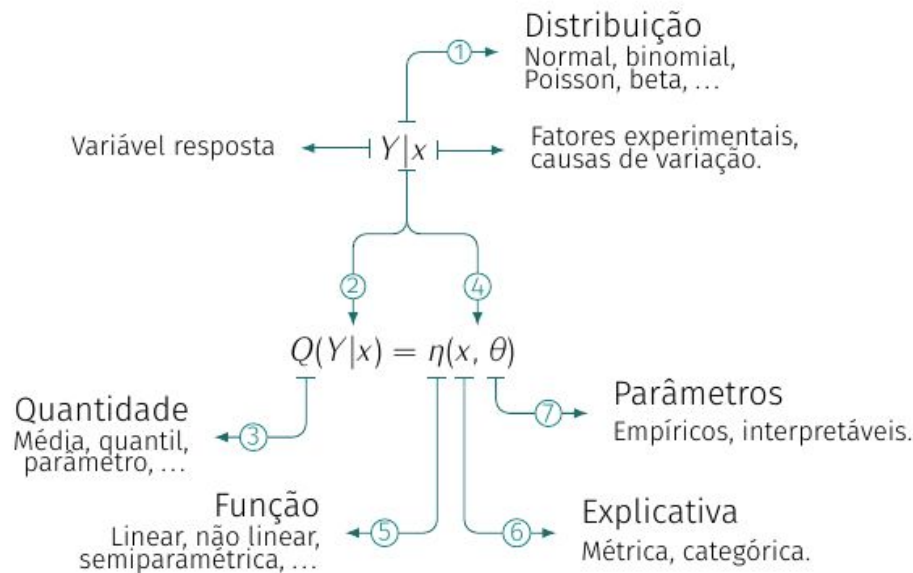 Distribuição
Normal, binomial,
Poisson, beta, …
①
Variável resposta
Y|x
Fatores experimentais,
causas de variação.
②
④
Q(Y|x) = η(x, θ)
Quantidade
Média, quantil,
parâmetro, …
③
⑦
Parâmetros
Empíricos, interpretáveis.
Função
Linear, não linear,
semiparamétrica, …
⑤
⑥
Explicativa
Métrica, categórica.